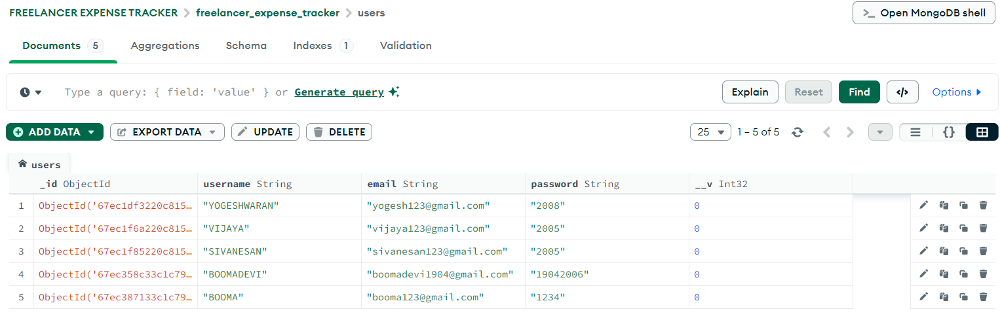 FREELANCER EXPENSE TRACKER > freelancer_expense_tracker > users >_ Open MongoDB shell
Documents 5 Aggregations Schema Indexes 1 Validation
Type a query: { field: 'value' } or Generate query Explain Reset Find </> Options
ADD DATA EXPORT DATA UPDATE DELETE 25 1 – 5 of 5 {}
users
_id ObjectId username String email String password String __v Int32
1 ObjectId('67ec1df3220c815… "YOGESHWARAN" "yogesh123@gmail.com" "2008" 0
2 ObjectId('67ec1f6a220c815… "VIJAYA" "vijaya123@gmail.com" "2005" 0
3 ObjectId('67ec1f85220c815… "SIVANESAN" "sivanesan123@gmail.com" "2005" 0
4 ObjectId('67ec358c33c1c79… "BOOMADEVI" "boomadevi1904@gmail.com" "19042006" 0
5 ObjectId('67ec387133c1c79… "BOOMA" "booma123@gmail.com" "1234" 0